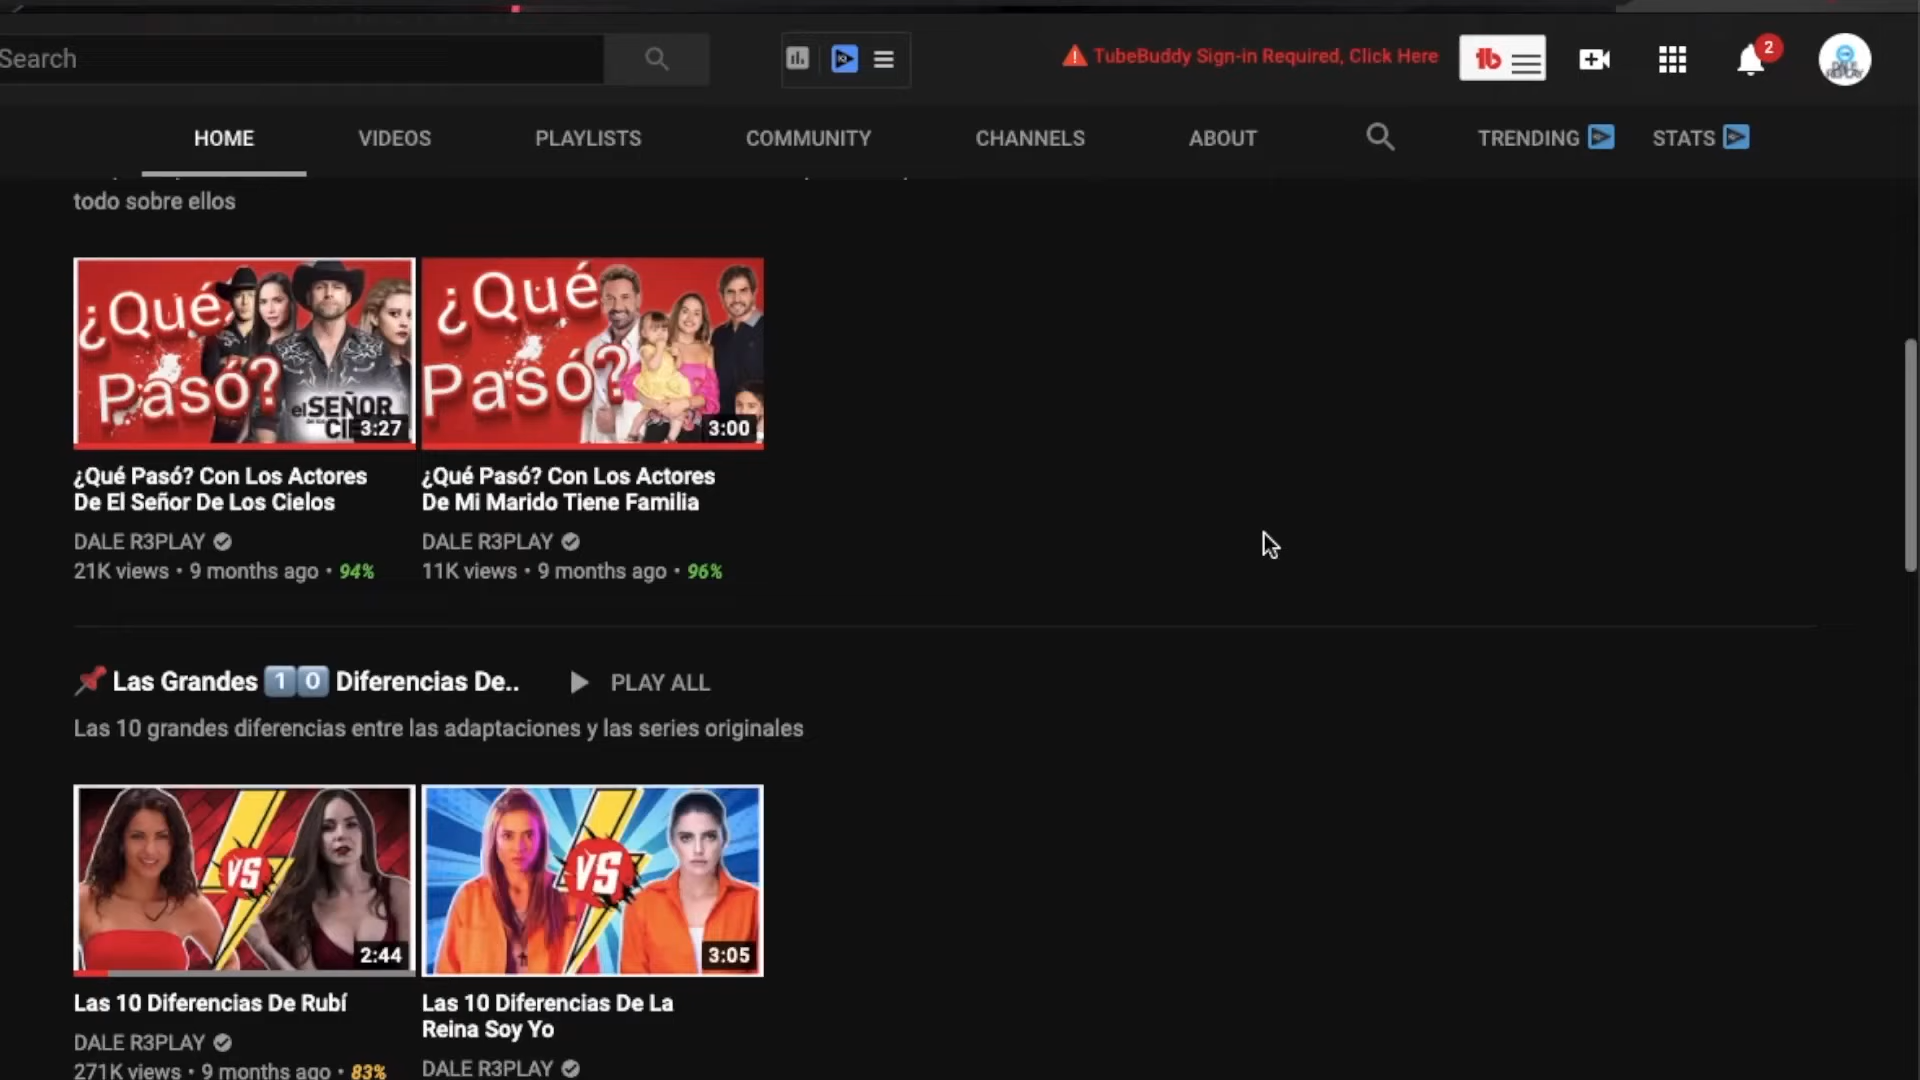 Search
TubeBuddy Sign-in Required, Click Here
tb
2
HOME
VIDEOS
PLAYLISTS
COMMUNITY
CHANNELS
ABOUT
TRENDING
STATS
todo sobre ellos
¿Qué
Pasó?
el SEÑOR
3:27
¿Qué
Pasó?
3:00
¿Qué Pasó? Con Los Actores
De El Señor De Los Cielos
DALE R3PLAY
21K views • 9 months ago • 94%
¿Qué Pasó? Con Los Actores
De Mi Marido Tiene Familia
DALE R3PLAY
11K views • 9 months ago • 96%
📌 Las Grandes 1️⃣0️⃣ Diferencias De..
PLAY ALL
Las 10 grandes diferencias entre las adaptaciones y las series originales
VS
2:44
VS
3:05
Las 10 Diferencias De Rubí
DALE R3PLAY
271K views • 9 months ago • 83%
Las 10 Diferencias De La
Reina Soy Yo
DALE R3PLAY